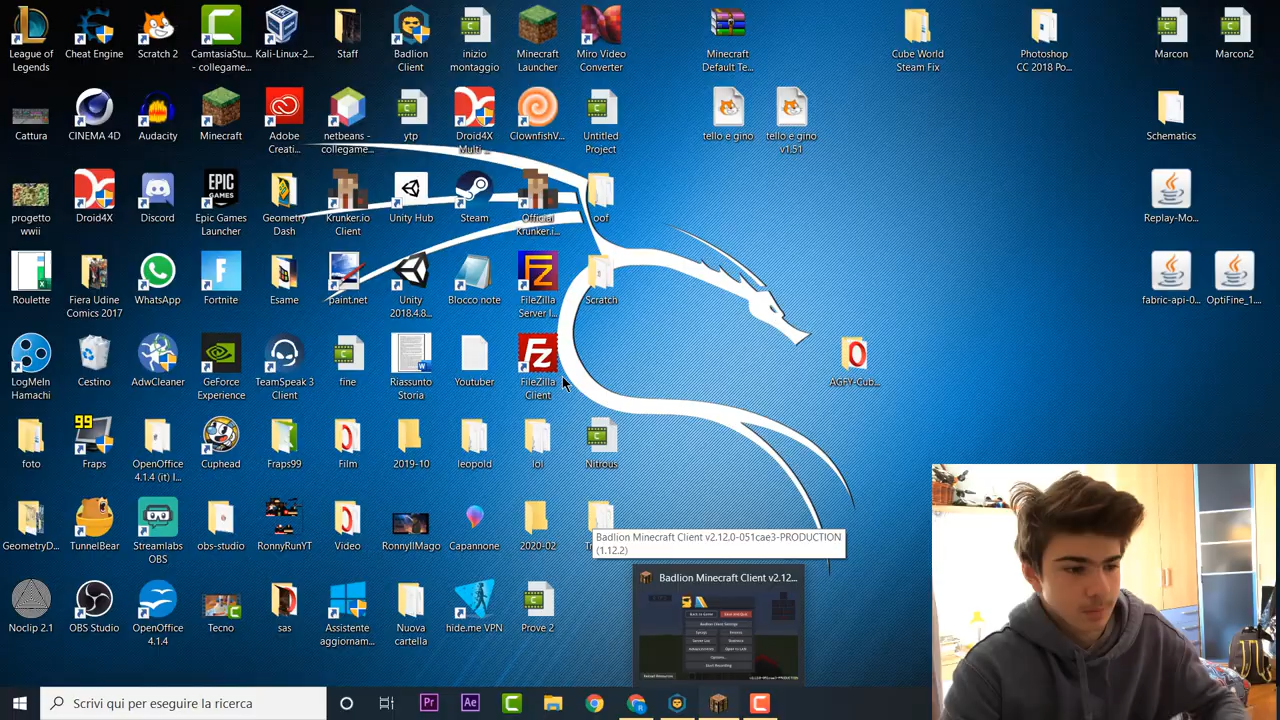 League of
Legends
Cheat Engine
Scratch 2
CamtasiaStu...
- collegame...
Kali-Linux-2...
Staff
Badlion
Client
inizio
montaggio
Minecraft
Launcher
Miro Video
Converter
Minecraft
Default Te...
Cube World
Steam Fix
Photoshop
CC 2018 Po...
Marcon
Marcon2
Cattura
CINEMA 4D
Audacity
Minecraft
Adobe
Creati...
netbeans -
collegame...
ytp
Droid4X
Multi ...
ClownfishV...
Untitled
Project
tello e gino
tello e gino
v1.51
Schematics
progetto
wwii
Droid4X
Discord
EPIC
GAMES
Epic Games
Launcher
Geometry
Dash
Krunker.io
Client
Unity Hub
Steam
Official
Krunker.i...
oof
Replay-Mo...
Roulette
Fiera Udine
Comics 2017
WhatsApp
Fortnite
Esame
paint.net
Unity
2018.4.8...
Blocco note
FileZilla
Server I...
Scratch
fabric-api-0...
OptiFine_1....
LogMeIn
Hamachi
Cestino
AdwCleaner
GeForce
Experience
TeamSpeak 3
Client
fine
Riassunto
Storia
Youtuber
FileZilla
Client
AGFY-Cub...
foto
99
Fraps
OpenOffice
4.1.4 (it) I...
Cuphead
Fraps99
Film
2019-10
leopold
lol
Nitrous
GeometryD...
TunnelBear
Streamlabs
OBS
obs-studio
RonnyRunYT
Video
RonnyIlMago
Capannone
2020-02
Badlion Minecraft Client v2.12.0-051cae3-PRODUCTION
(1.12.2)
Badlion Minecraft Client v2.12...
OBS Studio
OpenOffice
4.1.4
Tecno
sas
Assistente
aggiornam...
Nuova
cartella
hide.me VPN
Prove 2
Scrivi qui per eseguire la ricerca
Pr
Ae